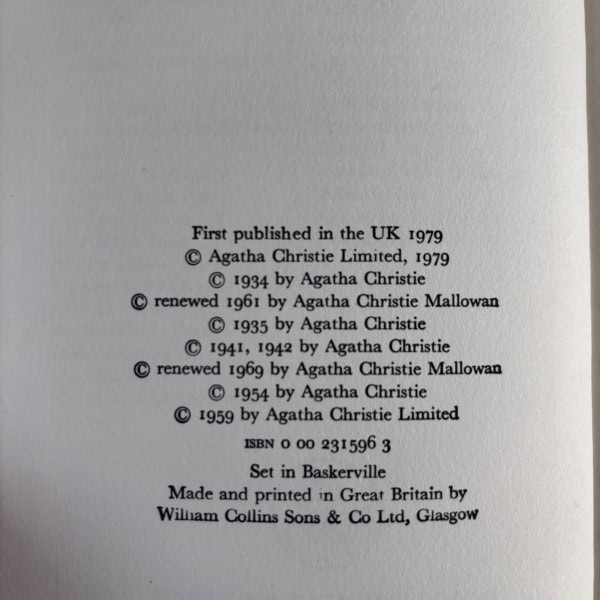 First published in the UK 1979
© Agatha Christie Limited, 1979
© 1934 by Agatha Christie
© renewed 1961 by Agatha Christie Mallowan
© 1935 by Agatha Christie
© 1941, 1942 by Agatha Christie
© renewed 1969 by Agatha Christie Mallowan
© 1954 by Agatha Christie
© 1959 by Agatha Christie Limited
ISBN 0 00 231596 3
Set in Baskerville
Made and printed in Great Britain by
William Collins Sons & Co Ltd, Glasgow